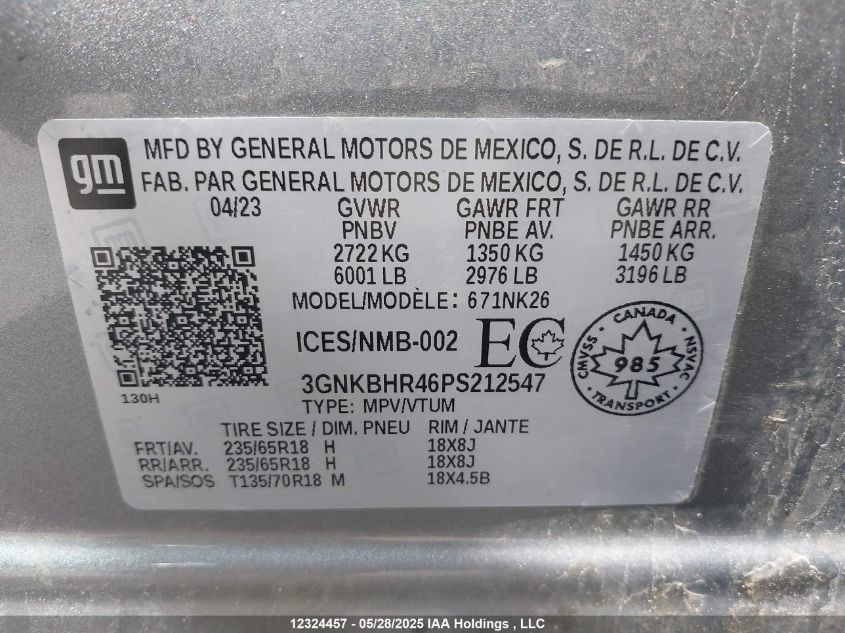 gm
MFD BY GENERAL MOTORS DE MEXICO, S. DE R.L. DE C.V.
FAB. PAR GENERAL MOTORS DE MEXICO, S. DE R.L. DE C.V.
04/23 GVWR GAWR FRT GAWR RR
PNBV PNBE AV. PNBE ARR.
2722 KG 1350 KG 1450 KG
6001 LB 2976 LB 3196 LB
MODEL/MODÈLE: 671NK26
ICES/NMB-002 EC
CANADA
CMVSS 985 NSVAC
TRANSPORT
3GNKBHR46PS212547
130H
TYPE: MPV/VTUM
TIRE SIZE / DIM. PNEU RIM / JANTE
FRT/AV. 235/65R18 H 18X8J
RR/ARR. 235/65R18 H 18X8J
SPA/SOS T135/70R18 M 18X4.5B
12324457 - 05/28/2025 IAA Holdings , LLC